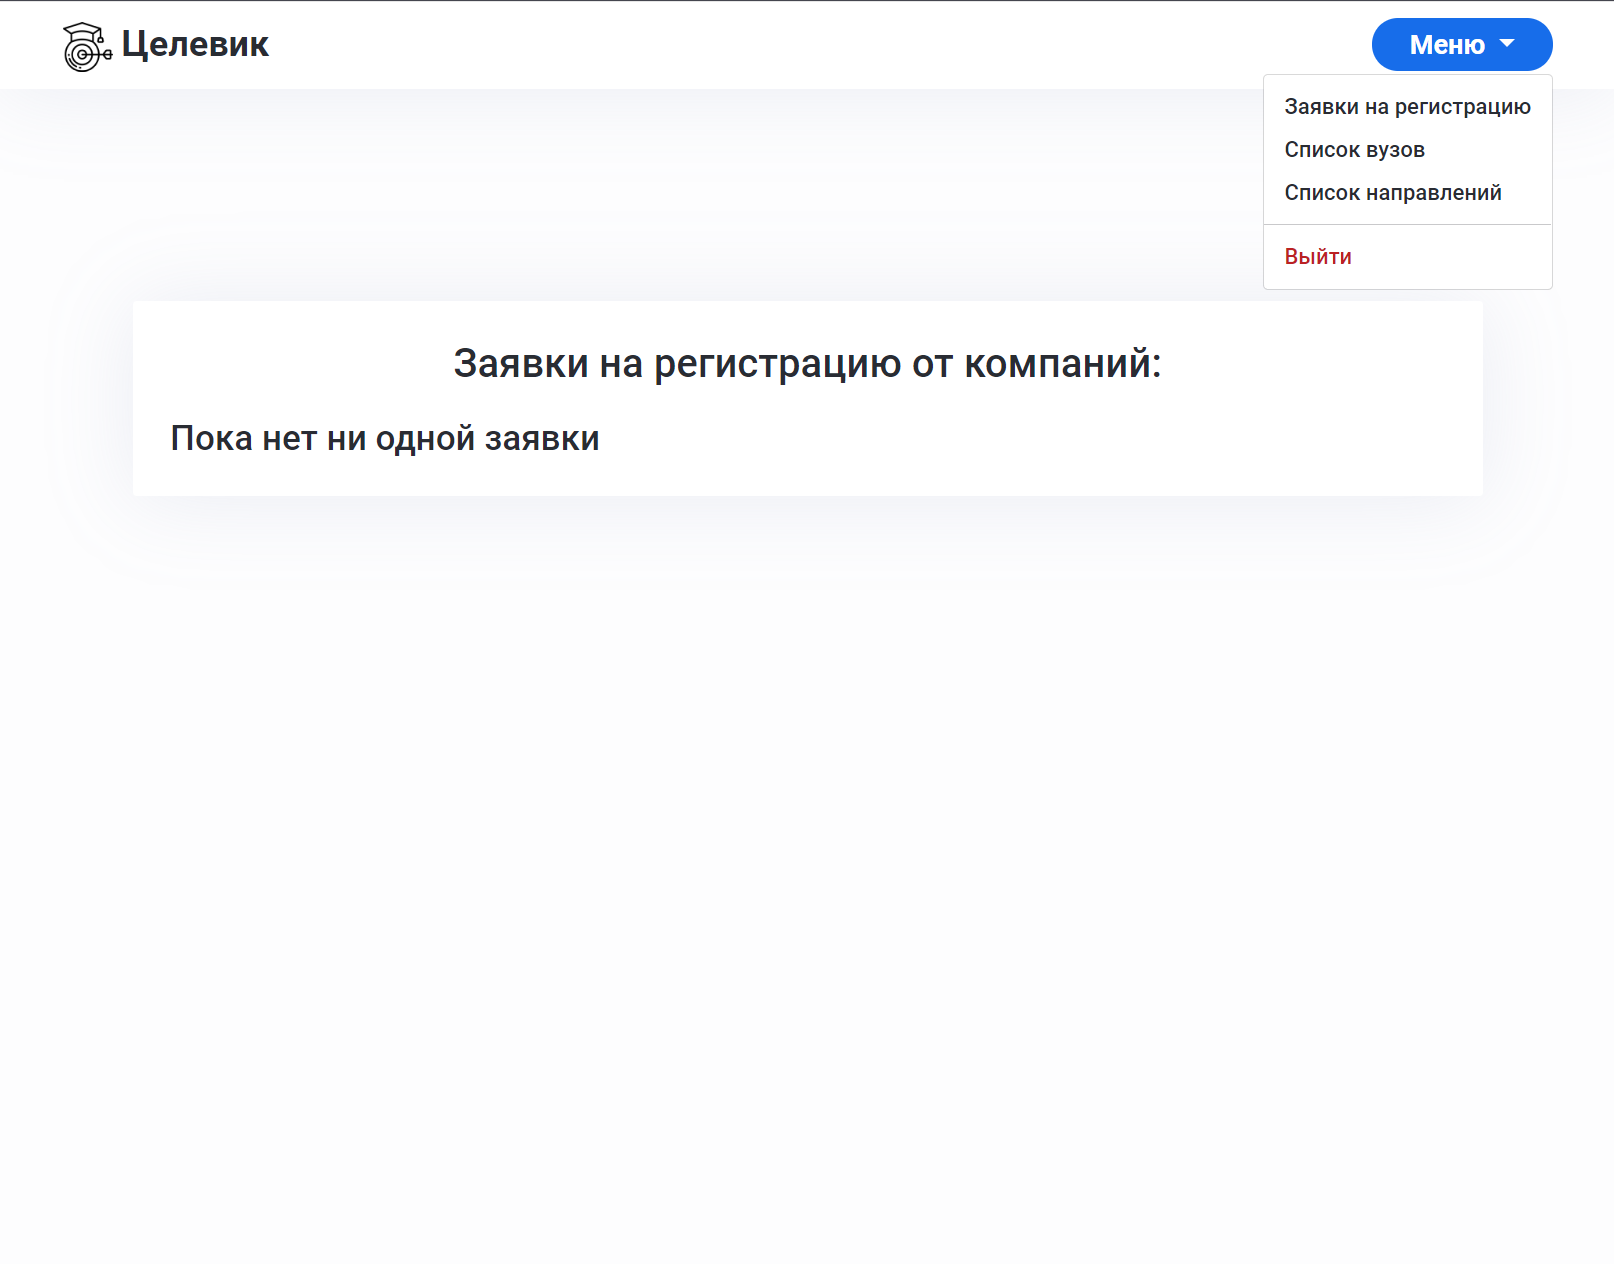 Целевик
Меню
Заявки на регистрацию
Список вузов
Список направлений
Выйти
Заявки на регистрацию от компаний:
Пока нет ни одной заявки